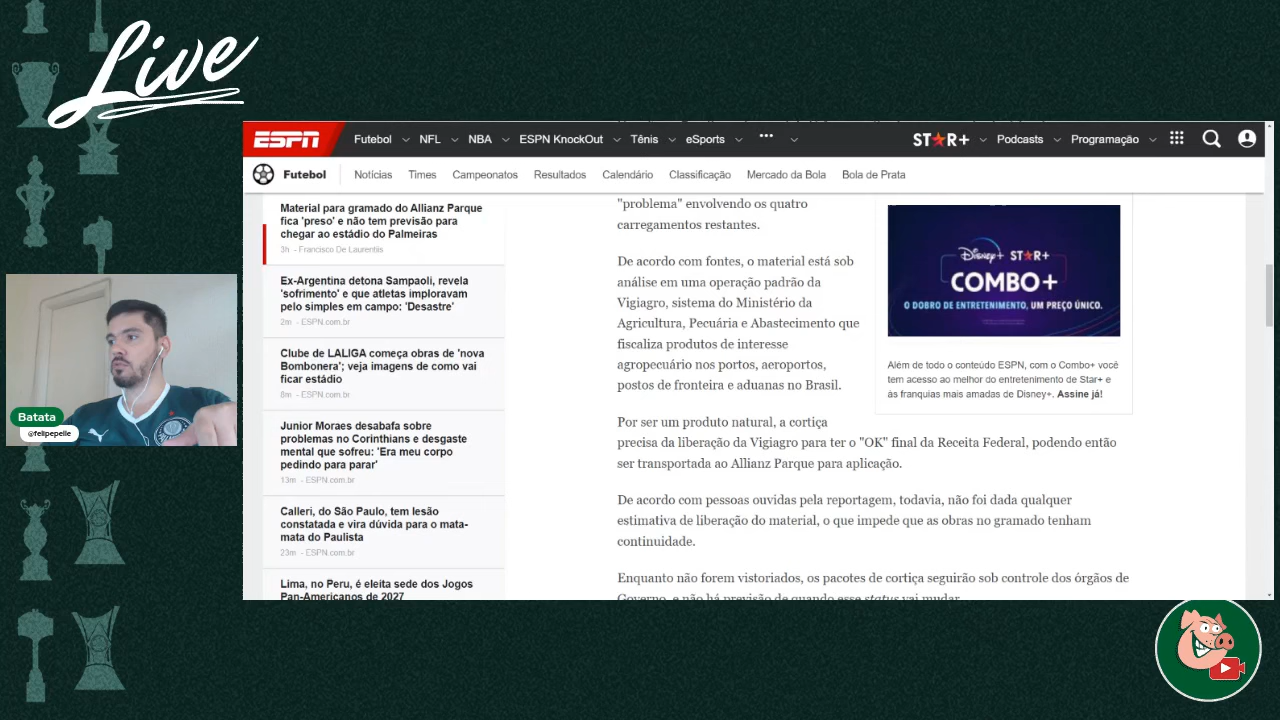 Live
ESPN
Futebol NFL NBA ESPN KnockOut Tênis eSports ... STAR+ Podcasts Programação
Futebol Notícias Times Campeonatos Resultados Calendário Classificação Mercado da Bola Bola de Prata
Material para gramado do Allianz Parque
fica 'preso' e não tem previsão para
chegar ao estádio do Palmeiras
3h - Francisco De Laurentiis
Ex-Argentina detona Sampaoli, revela
'sofrimento' e que atletas imploravam
pelo simples em campo: 'Desastre'
2m - ESPN.com.br
Clube de LALIGA começa obras de 'nova
Bombonera'; veja imagens de como vai
ficar estádio
8m - ESPN.com.br
Junior Moraes desabafa sobre
problemas no Corinthians e desgaste
mental que sofreu: 'Era meu corpo
pedindo para parar'
13m - ESPN.com.br
Calleri, do São Paulo, tem lesão
constatada e vira dúvida para o mata-
mata do Paulista
23m - ESPN.com.br
Lima, no Peru, é eleita sede dos Jogos
Pan-Americanos de 2027
"problema" envolvendo os quatro
carregamentos restantes.
De acordo com fontes, o material está sob
análise em uma operação padrão da
Vigiagro, sistema do Ministério da
Agricultura, Pecuária e Abastecimento que
fiscaliza produtos de interesse
agropecuário nos portos, aeroportos,
postos de fronteira e aduanas no Brasil.
Por ser um produto natural, a cortiça
precisa da liberação da Vigiagro para ter o "OK" final da Receita Federal, podendo então
ser transportada ao Allianz Parque para aplicação.
De acordo com pessoas ouvidas pela reportagem, todavia, não foi dada qualquer
estimativa de liberação do material, o que impede que as obras no gramado tenham
continuidade.
Enquanto não forem vistoriados, os pacotes de cortiça seguirão sob controle dos órgãos de
Governo, e não há previsão de quando esse status vai mudar.
Disney+ STAR+
COMBO+
O DOBRO DE ENTRETENIMENTO, UM PREÇO ÚNICO.
Além de todo o conteúdo ESPN, com o Combo+ você
tem acesso ao melhor do entretenimento de Star+ e
às franquias mais amadas de Disney+. Assine já!
Batata
@felipepelle